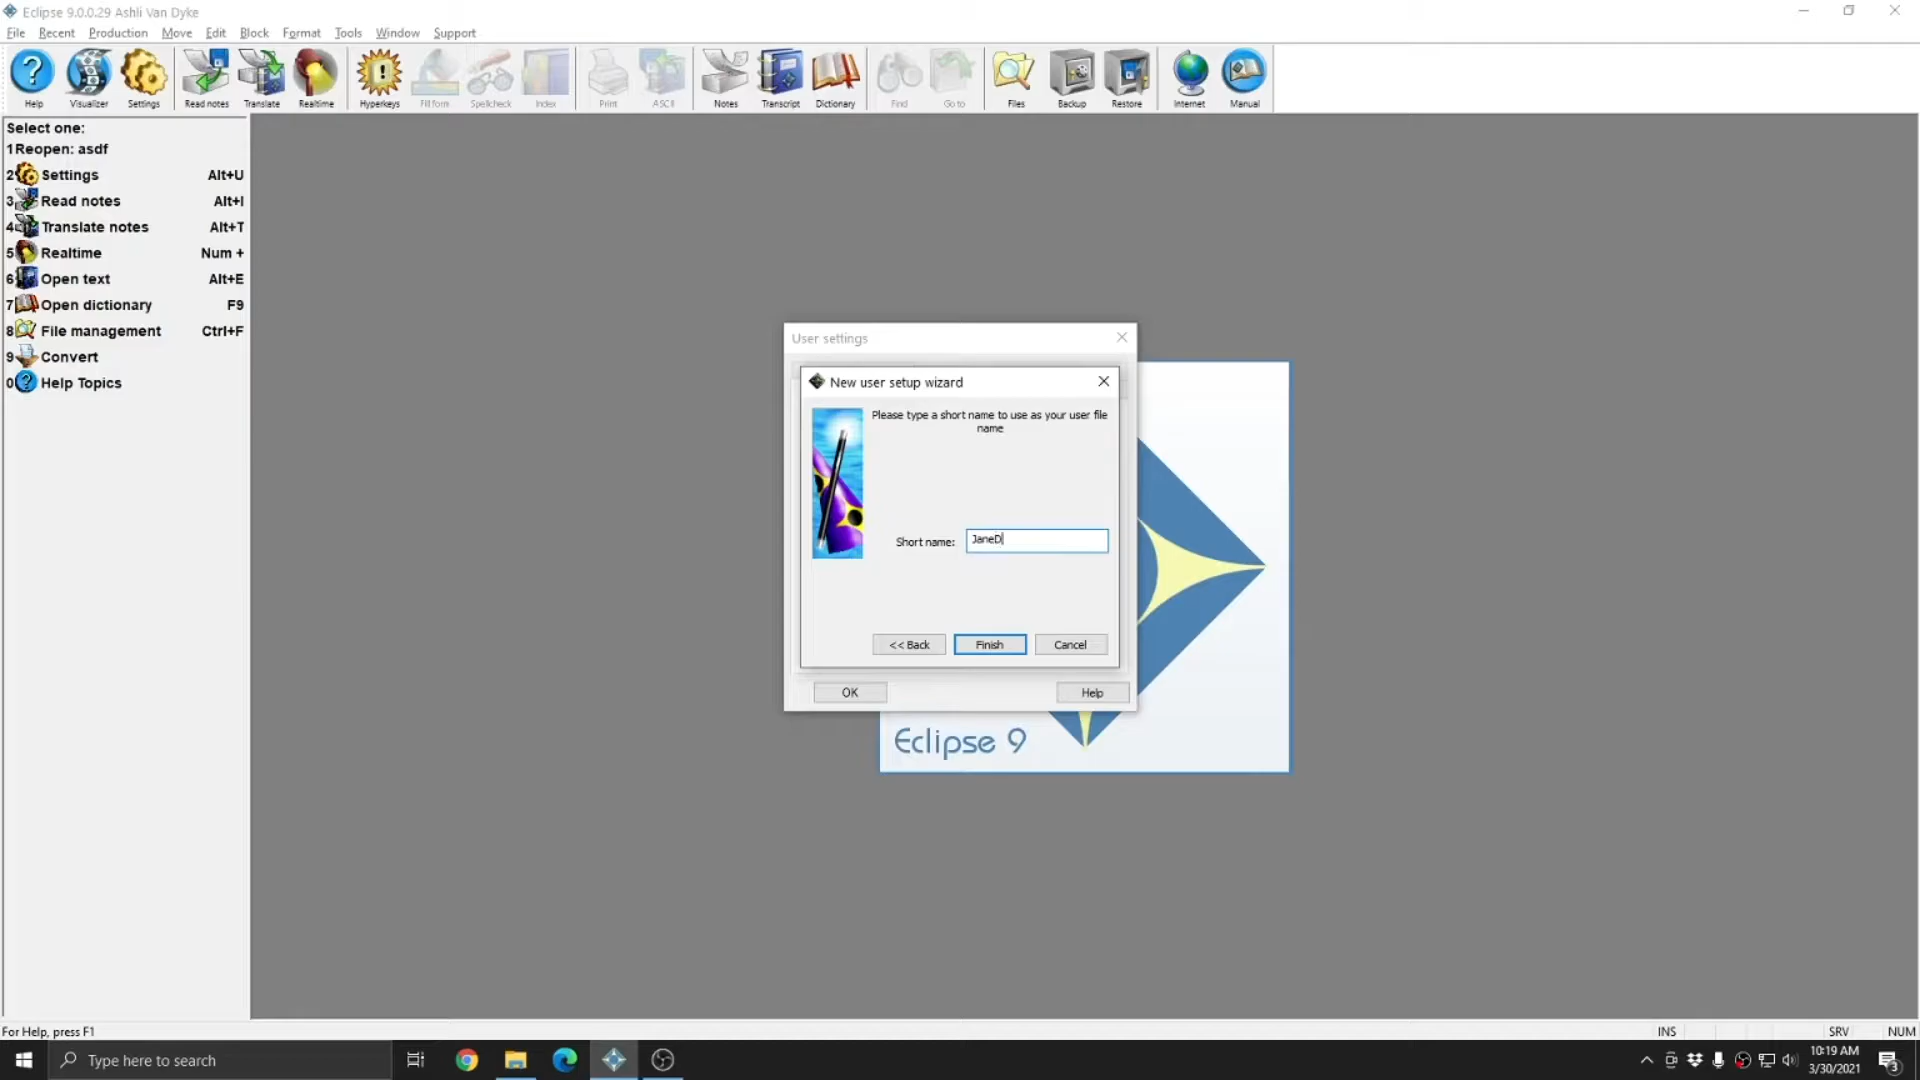 Eclipse 9.0.0.29 Ashli Van Dyke
File Recent Production Move Edit Block Format Tools Window Support
Help Visualizer Settings Read notes Translate Realtime Hyperkeys Fill form Spellcheck Index Print ASCII Notes Transcript Dictionary Find Go to Files Backup Restore Internet Manual
Select one:
1Reopen: asdf
2 Settings Alt+U
3 Read notes Alt+I
4 Translate notes Alt+T
5 Realtime Num +
6 Open text Alt+E
7 Open dictionary F9
8 File management Ctrl+F
9 Convert
0 Help Topics
User settings
New user setup wizard
Please type a short name to use as your user file
name
Short name: JaneD
<< Back Finish Cancel
OK Help
Eclipse 9
For Help, press F1 INS SRV NUM
Type here to search
10:19 AM
3/30/2021
3